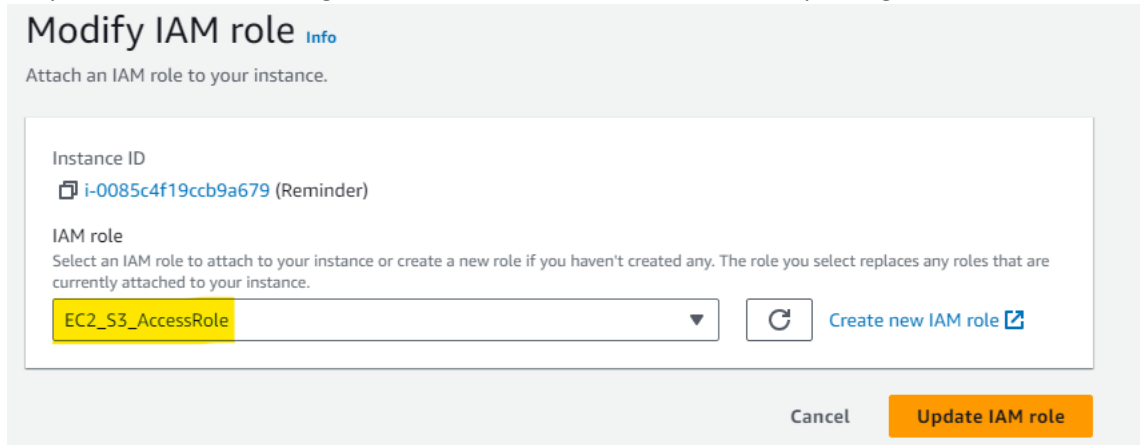 Modify IAM role Info
Attach an IAM role to your instance.
Instance ID
i-0085c4f19ccb9a679 (Reminder)
IAM role
Select an IAM role to attach to your instance or create a new role if you haven't created any. The role you select replaces any roles that are
currently attached to your instance.
EC2_S3_AccessRole
Create new IAM role
Cancel
Update IAM role